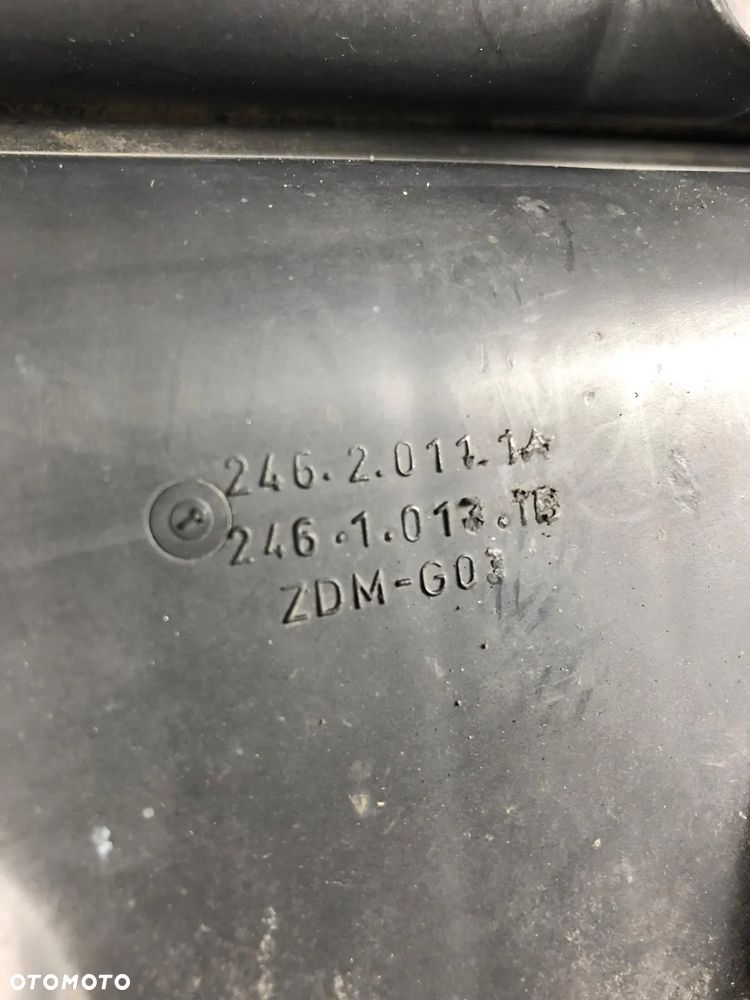 246.2.011.1A
246.1.013.1B
ZDM-G03
OTOMOTO